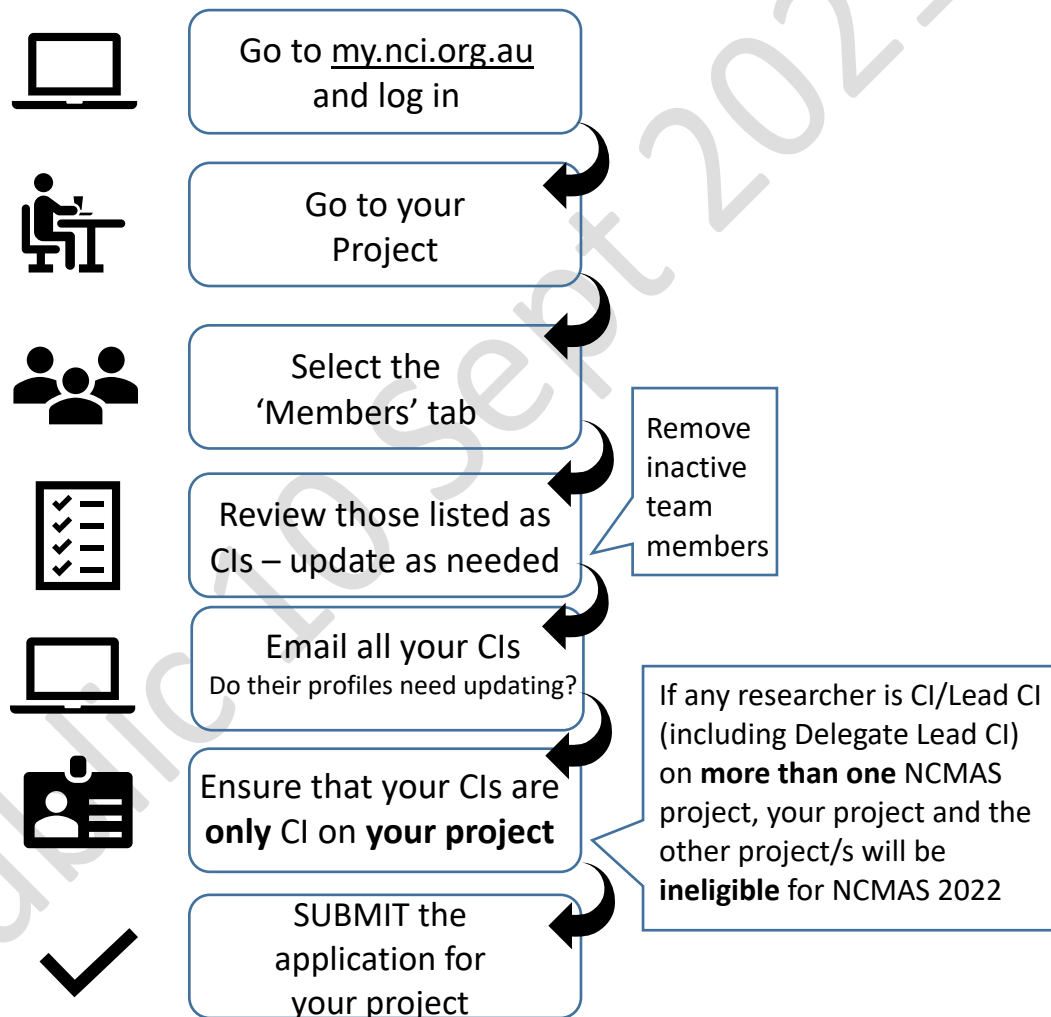 Go to my.nci.org.au
and log in
Go to your
Project
Select the
‘Members’ tab
Review those listed as
CIs – update as needed
Remove
inactive
team
members
Email all your CIs
Do their profiles need updating?
Ensure that your CIs are
only CI on your project
If any researcher is CI/Lead CI
(including Delegate Lead CI)
on more than one NCMAS
project, your project and the
other project/s will be
ineligible for NCMAS 2022
SUBMIT the
application for
your project
10 Sept